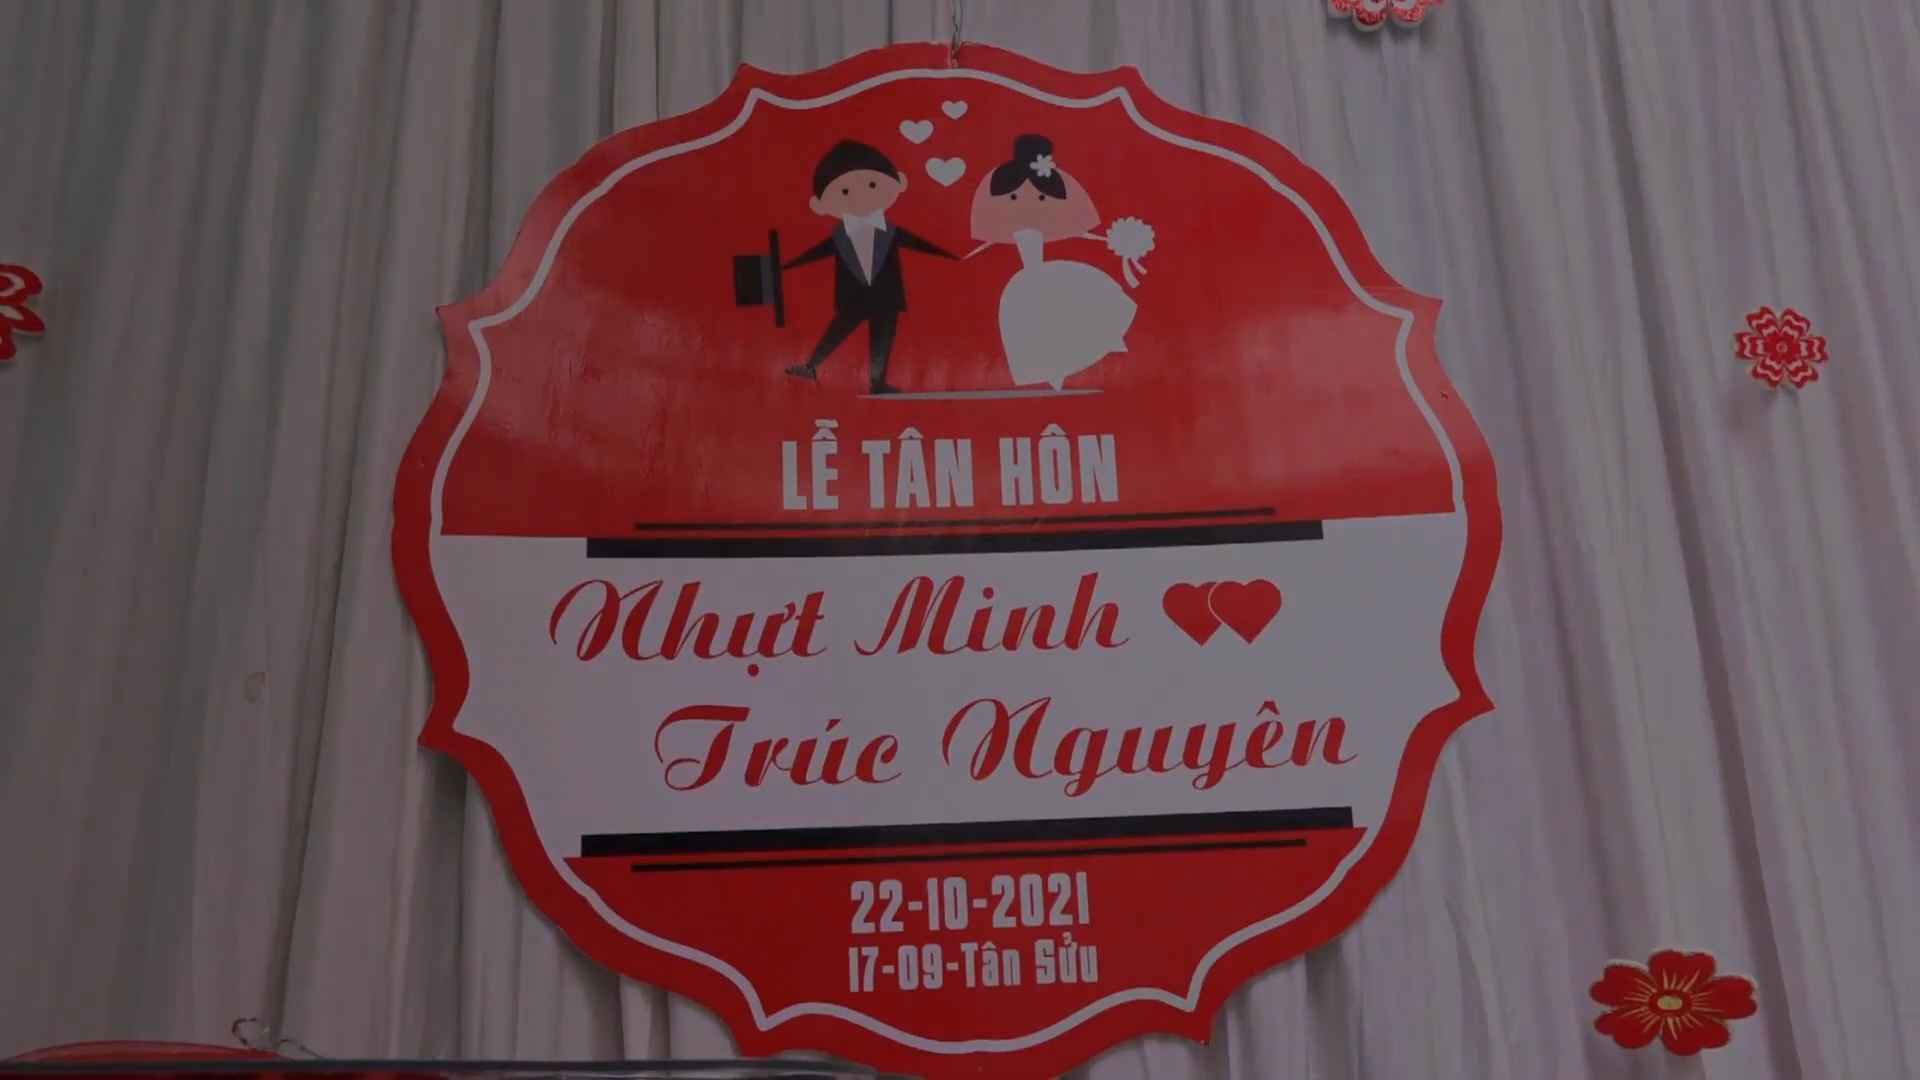 LỄ TÂN HÔN
Nhựt Minh
Trúc Nguyên
22-10-2021
17-09-Tân Sửu